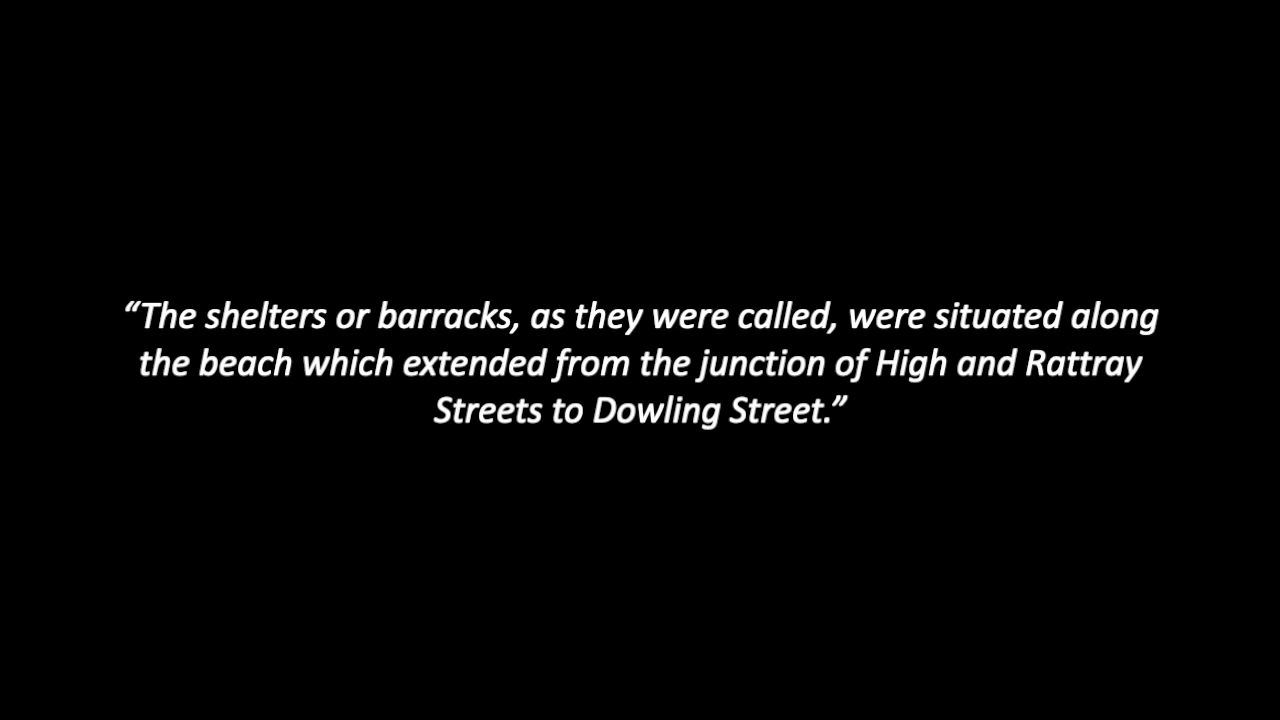 “The shelters or barracks, as they were called, were situated along
the beach which extended from the junction of High and Rattray
Streets to Dowling Street.”